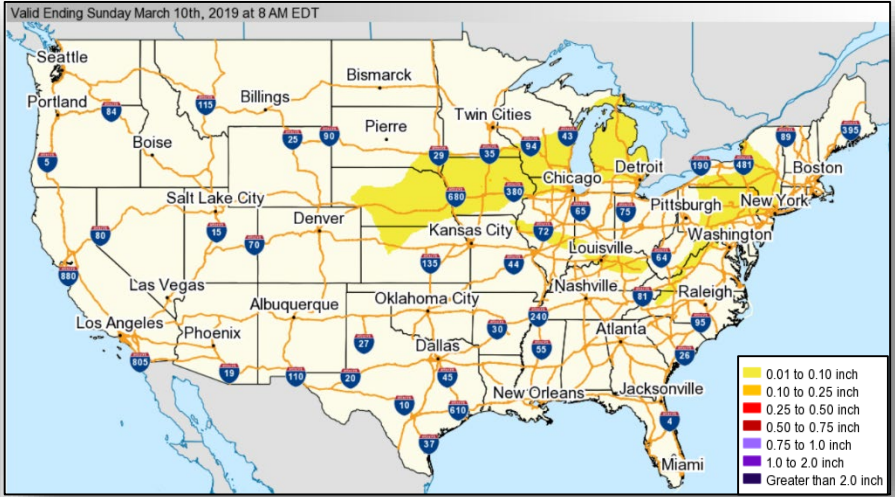 Valid Ending Sunday March 10th, 2019 at 8 AM EDT
Seattle
Portland
84
115
Billings
Bismarck
Twin Cities
5
Boise
25
90
Pierre
29
35
94
43
Detroit
190
481
89
395
Boston
Salt Lake City
Denver
680
380
Chicago
65
75
Pittsburgh
New York
80
15
70
Kansas City
72
Louisville
64
Washington
880
Las Vegas
135
44
Nashville
81
Raleigh
Los Angeles
Phoenix
Albuquerque
Oklahoma City
27
30
240
Atlanta
95
805
19
110
20
Dallas
45
55
26
10
610
New Orleans
Jacksonville
37
4
Miami
0.01 to 0.10 inch
0.10 to 0.25 inch
0.25 to 0.50 inch
0.50 to 0.75 inch
0.75 to 1.0 inch
1.0 to 2.0 inch
Greater than 2.0 inch